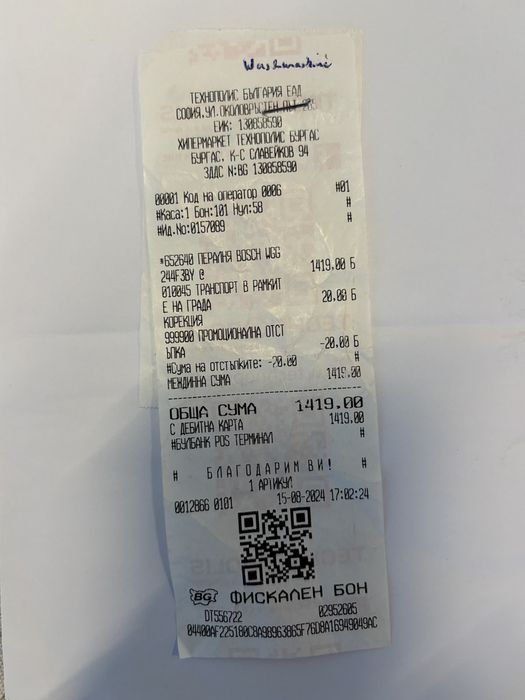 ТЕХНОПОЛИС БЪЛГАРИЯ ЕАД
СОФИЯ,УЛ.ОКОЛОВРЪСТЕН ПЪТ
ЕИК: 130858590
ХИПЕРМАРКЕТ ТЕХНОПОЛИС БУРГАС
БУРГАС, К-С СЛАВЕЙКОВ 94
ЗДДС N:BG 130858590
00001 Код на оператор 0006 #01
#Каса:1 Бон:101 Нул:58 #
#Ид.No:0157089 #
*652640 ПЕРАЛНЯ BOSCH WGG
244F3BY @ 1419.00 Б
010045 ТРАНСПОРТ В РАМКИТ
Е НА ГРАДА 20.00 Б
КОРЕКЦИЯ
999900 ПРОМОЦИОНАЛНА ОТСТ
ЪПКА -20.00 Б
#Сума на отстъпките: -20.00 #
МЕЖДИННА СУМА 1419.00
ОБЩА СУМА 1419.00
С ДЕБИТНА КАРТА 1419.00
#БУЛБАНК POS ТЕРМИНАЛ #
# БЛАГОДАРИМ ВИ! #
1 АРТИКУЛ
0012866 0101 15-08-2024 17:02:24
BG ФИСКАЛЕН БОН
DT556722 02952605
04400AF225180C8A98963865F76D8A16949049AC